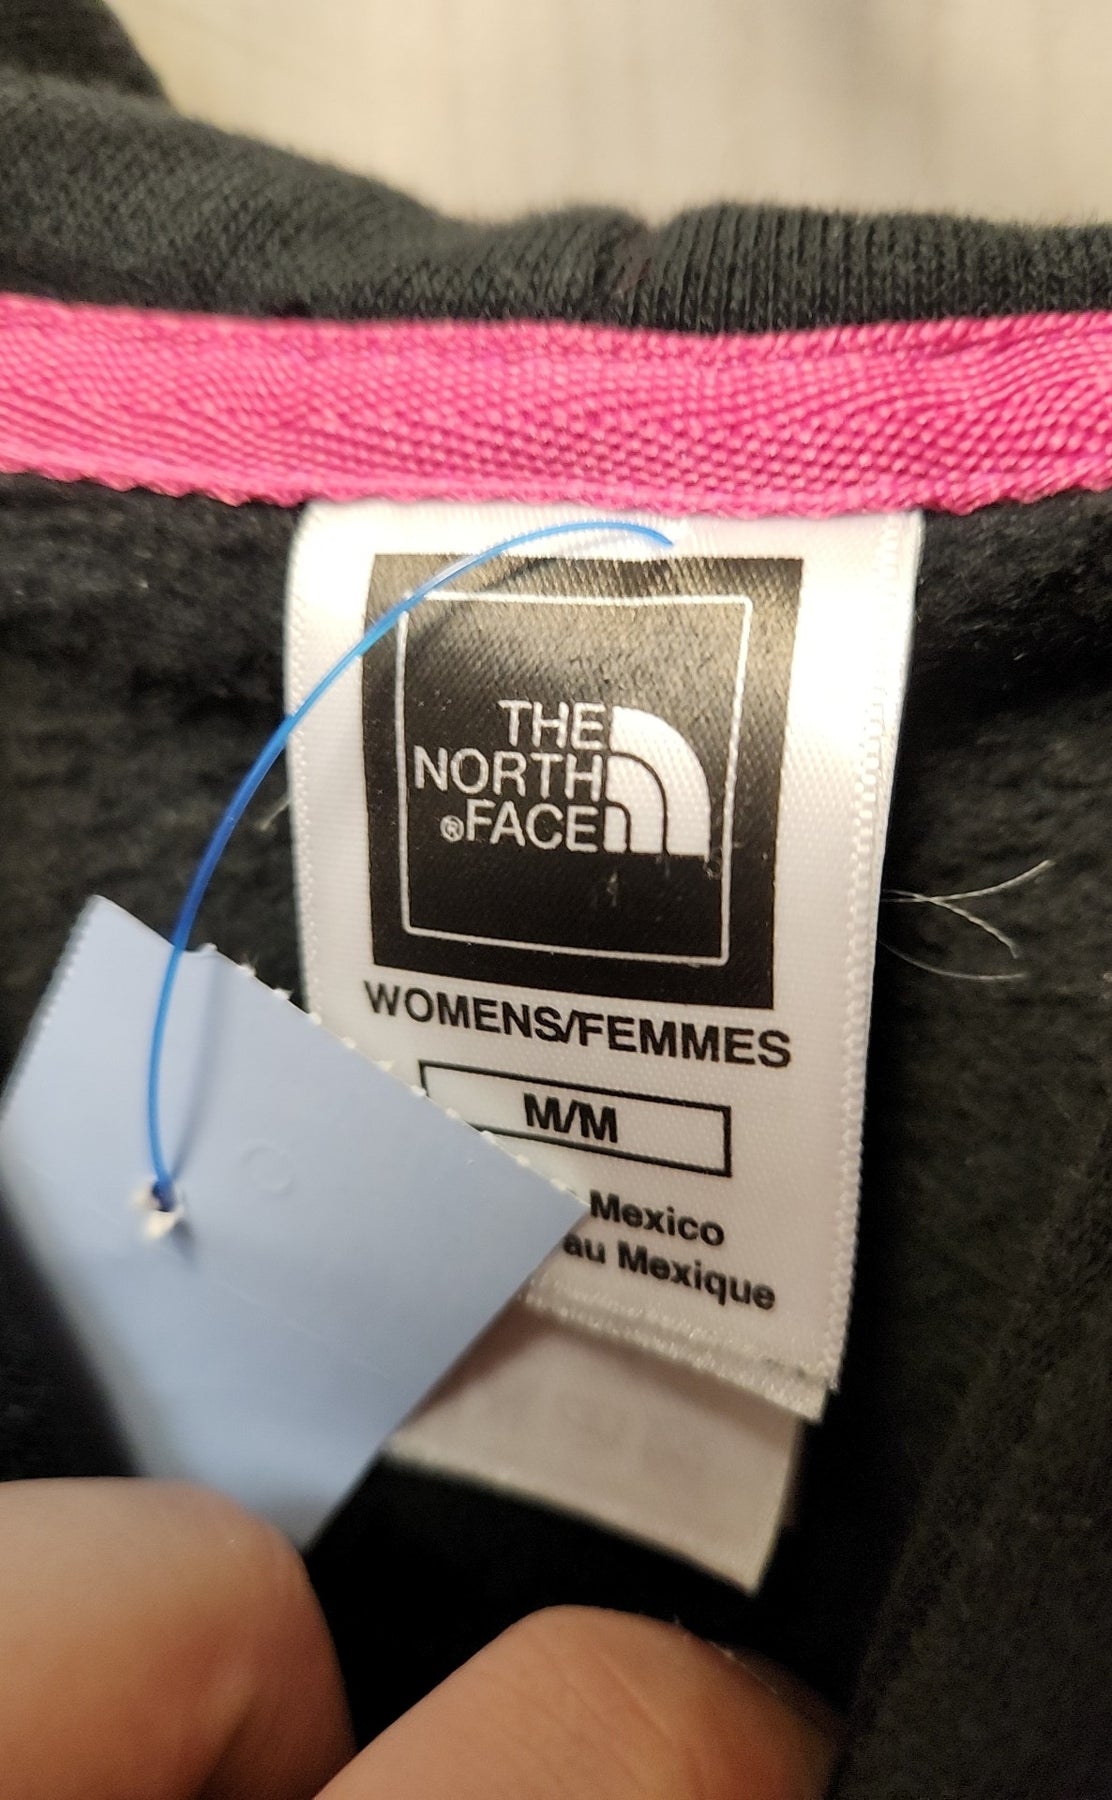 THE
NORTH
®FACE
WOMENS/FEMMES
M/M
Mexico
au Mexique